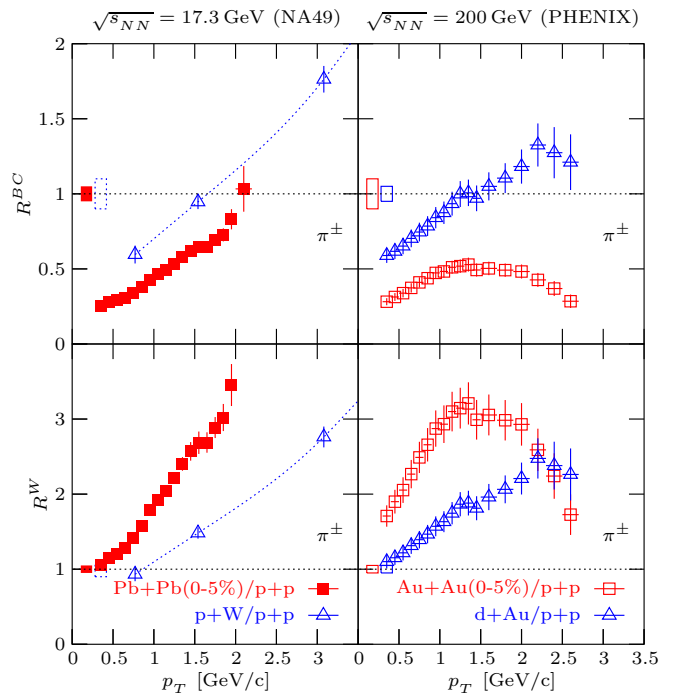 √s_NN = 17.3 GeV (NA49)
√s_NN = 200 GeV (PHENIX)
R^BC
2
1.5
1
0.5
0
π±
π±
R^W
3
2
1
0
π±
π±
Pb+Pb(0-5%)/p+p
p+W/p+p
Au+Au(0-5%)/p+p
d+Au/p+p
0 0.5 1 1.5 2 2.5 3
0 0.5 1 1.5 2 2.5 3 3.5
p_T [GeV/c]
p_T [GeV/c]